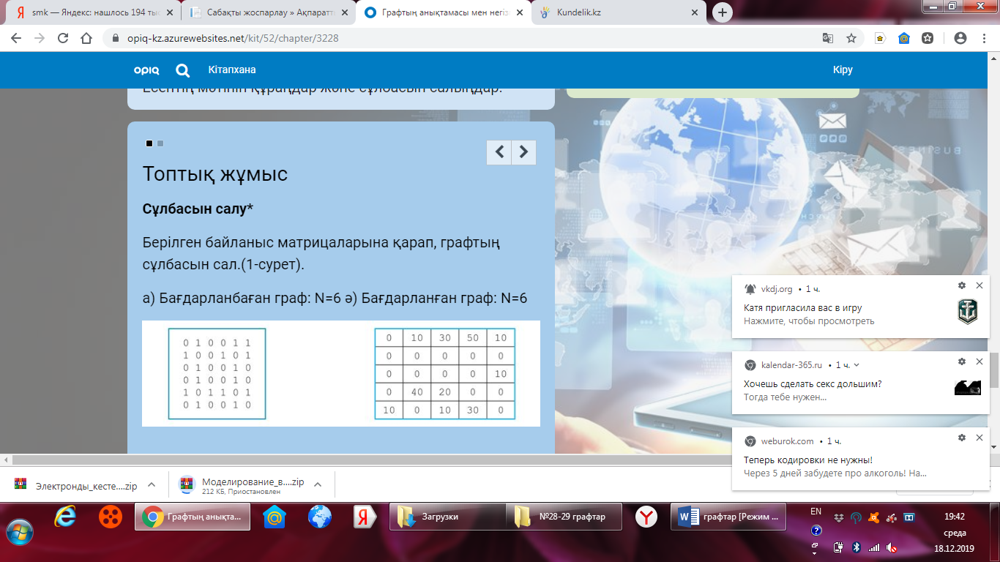 smk — Яндекс: нашлось 194 тыс
Сабақты жоспарлау » Ақпаратт
Графтың анықтамасы мен негізг
Kundelik.kz
opiq-kz.azurewebsites.net/kit/52/chapter/3228
opiq
Кітапхана
Кіру
Есептің мәтінін құраңдар және сұлбасын салыңдар.
Топтық жұмыс
Сұлбасын салу*
Берілген байланыс матрицаларына қарап, графтың
сұлбасын сал.(1-сурет).
а) Бағдарланбаған граф: N=6 ә) Бағдарланған граф: N=6
0 1 0 0 1 1
1 0 0 1 0 1
0 1 0 0 1 0
0 1 0 0 1 0
1 0 1 1 0 1
0 1 0 0 1 0
0 10 30 50 10
0 0 0 0 0
0 0 0 0 10
0 40 20 0 0
10 0 10 30 0
BUSINESS
vkdj.org • 1 ч.
Катя пригласила вас в игру
Нажмите, чтобы просмотреть
kalendar-365.ru • 1 ч.
Хочешь сделать секс дольшим?
Тогда тебе нужен...
weburok.com • 1 ч.
Теперь кодировки не нужны!
Через 5 дней забудете про алкоголь! На...
Электронды_кесте....zip
Моделирование_в....zip
212 КБ, Приостановлен
Графтың анықта...
Загрузки
№28-29 графтар
графтар [Режим ...
EN
19:42
среда
18.12.2019